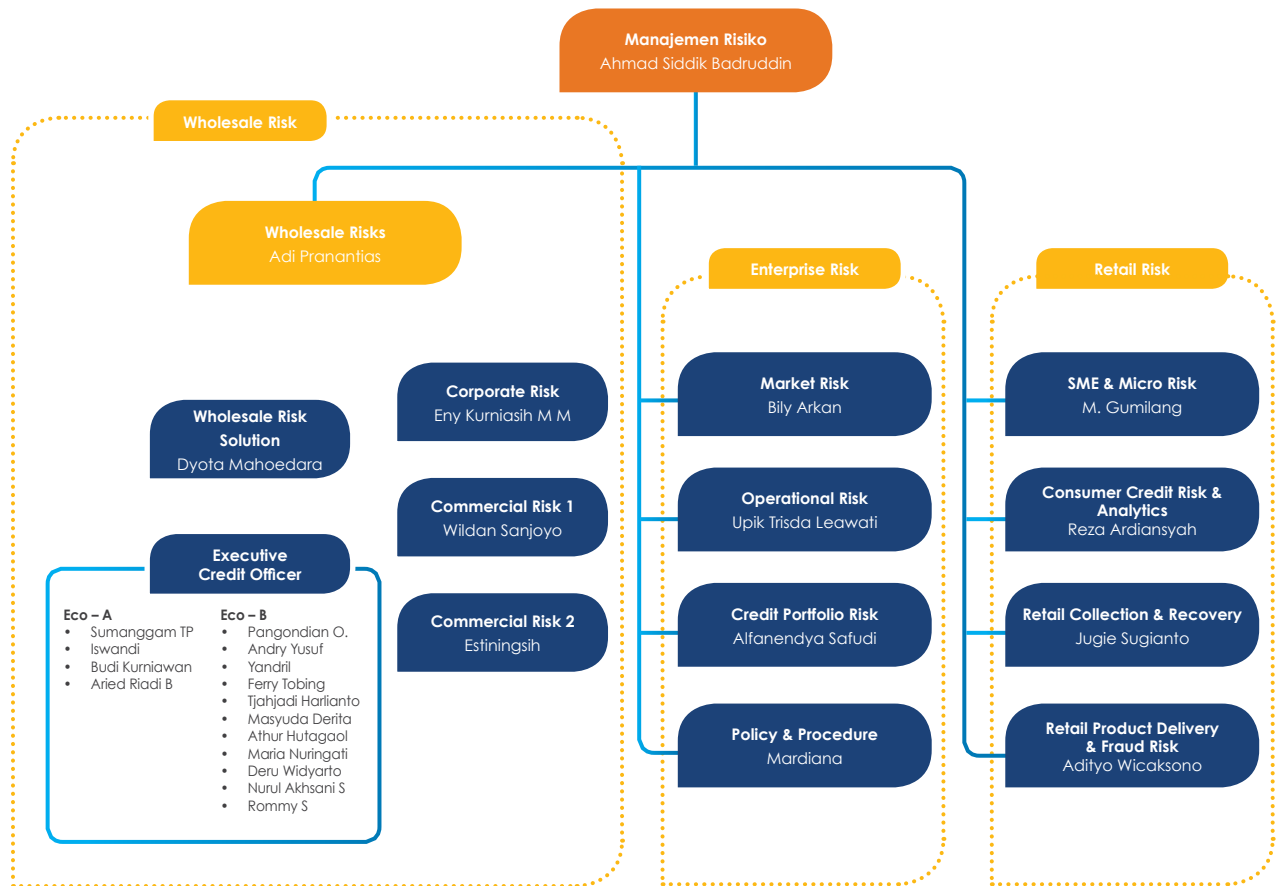 Manajemen Risiko
Ahmad Siddik Badruddin
Wholesale Risk
Wholesale Risks
Adi Pranantias
Wholesale Risk
Solution
Dyota Mahoedara
Executive
Credit Officer
Eco – A
• Sumanggam TP
• Iswandi
• Budi Kurniawan
• Aried Riadi B
Eco – B
• Pangondian O.
• Andry Yusuf
• Yandril
• Ferry Tobing
• Tjahjadi Harlianto
• Masyuda Derita
• Athur Hutagaol
• Maria Nuringati
• Deru Widyarto
• Nurul Akhsani S
• Rommy S
Corporate Risk
Eny Kurniasih M M
Commercial Risk 1
Wildan Sanjoyo
Commercial Risk 2
Estiningsih
Enterprise Risk
Market Risk
Bily Arkan
Operational Risk
Upik Trisda Leawati
Credit Portfolio Risk
Alfanendya Safudi
Policy & Procedure
Mardiana
Retail Risk
SME & Micro Risk
M. Gumilang
Consumer Credit Risk &
Analytics
Reza Ardiansyah
Retail Collection & Recovery
Jugie Sugianto
Retail Product Delivery
& Fraud Risk
Adityo Wicaksono